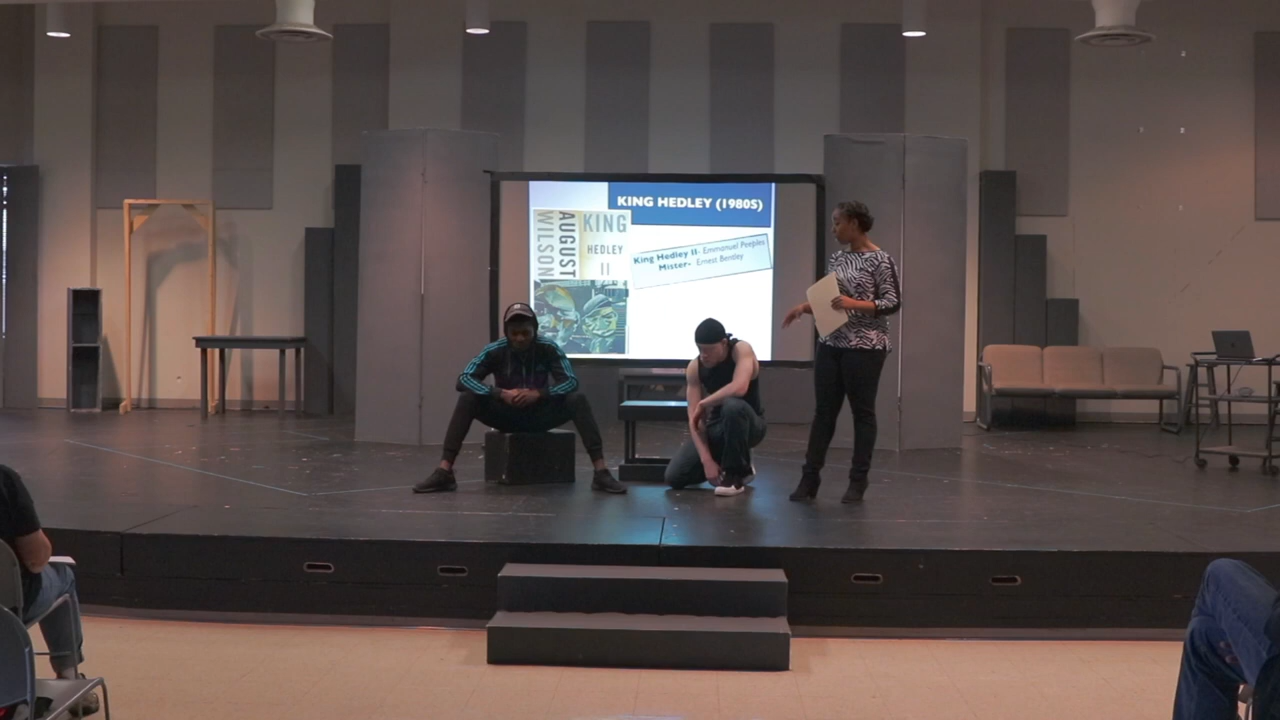 KING HEDLEY (1980S)
KING
HEDLEY
II
AUGUST
WILSON
King Hedley II- Emmanuel Peeples
Mister- Ernest Bentley